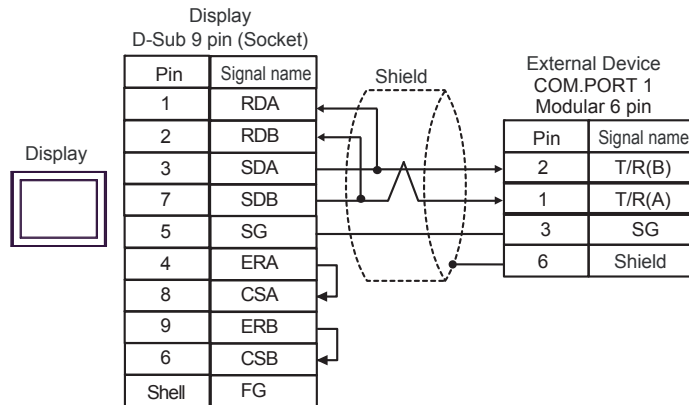 Display
D-Sub 9 pin (Socket)
Pin Signal name
1 RDA
2 RDB
3 SDA
7 SDB
5 SG
4 ERA
8 CSA
9 ERB
6 CSB
Shell FG
Display
Shield
External Device
COM.PORT 1
Modular 6 pin
Pin Signal name
2 T/R(B)
1 T/R(A)
3 SG
6 Shield